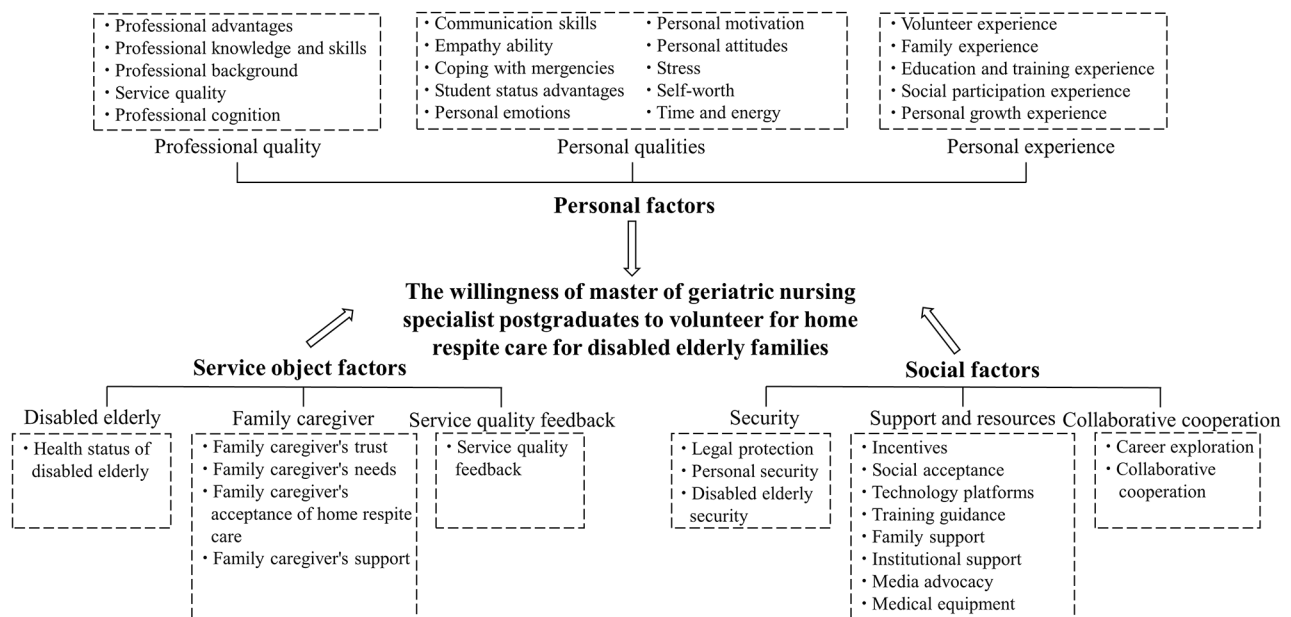 • Professional advantages
• Professional knowledge and skills
• Professional background
• Service quality
• Professional cognition
Professional quality
• Communication skills
• Empathy ability
• Coping with mergencies
• Student status advantages
• Personal emotions
• Personal motivation
• Personal attitudes
• Stress
• Self-worth
• Time and energy
Personal qualities
• Volunteer experience
• Family experience
• Education and training experience
• Social participation experience
• Personal growth experience
Personal experience
Personal factors
The willingness of master of geriatric nursing
specialist postgraduates to volunteer for home
respite care for disabled elderly families
Service object factors
Disabled elderly
• Health status of
disabled elderly
Family caregiver
• Family caregiver's trust
• Family caregiver's needs
• Family caregiver's
acceptance of home respite
care
• Family caregiver's support
Service quality feedback
• Service quality
feedback
Social factors
Security
• Legal protection
• Personal security
• Disabled elderly
security
Support and resources
• Incentives
• Social acceptance
• Technology platforms
• Training guidance
• Family support
• Institutional support
• Media advocacy
• Medical equipment
Collaborative cooperation
• Career exploration
• Collaborative
cooperation